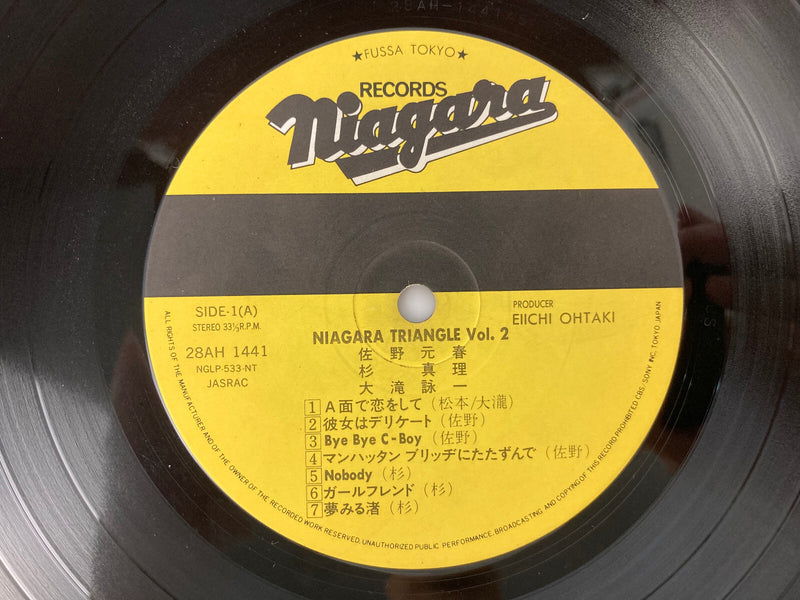 ★FUSSA TOKYO★
RECORDS
Niagara
SIDE-1(A)
STEREO 33⅓R.P.M.
PRODUCER
EIICHI OHTAKI
28AH 1441
NGLP-533-NT
JASRAC
NIAGARA TRIANGLE Vol. 2
佐野元春
杉 真理
大滝詠一
1 A面で恋をして(松本/大瀧)
2 彼女はデリケート(佐野)
3 Bye Bye C-Boy (佐野)
4 マンハッタン ブリッヂにたたずんで(佐野)
5 Nobody (杉)
6 ガールフレンド(杉)
7 夢みる渚(杉)
ALL RIGHTS OF THE MANUFACTURER AND OF THE OWNER OF THE RECORDED WORK RESERVED. UNAUTHORIZED PUBLIC PERFORMANCE, BROADCASTING AND COPYING OF THIS RECORD PROHIBITED CBS/SONY INC. TOKYO JAPAN